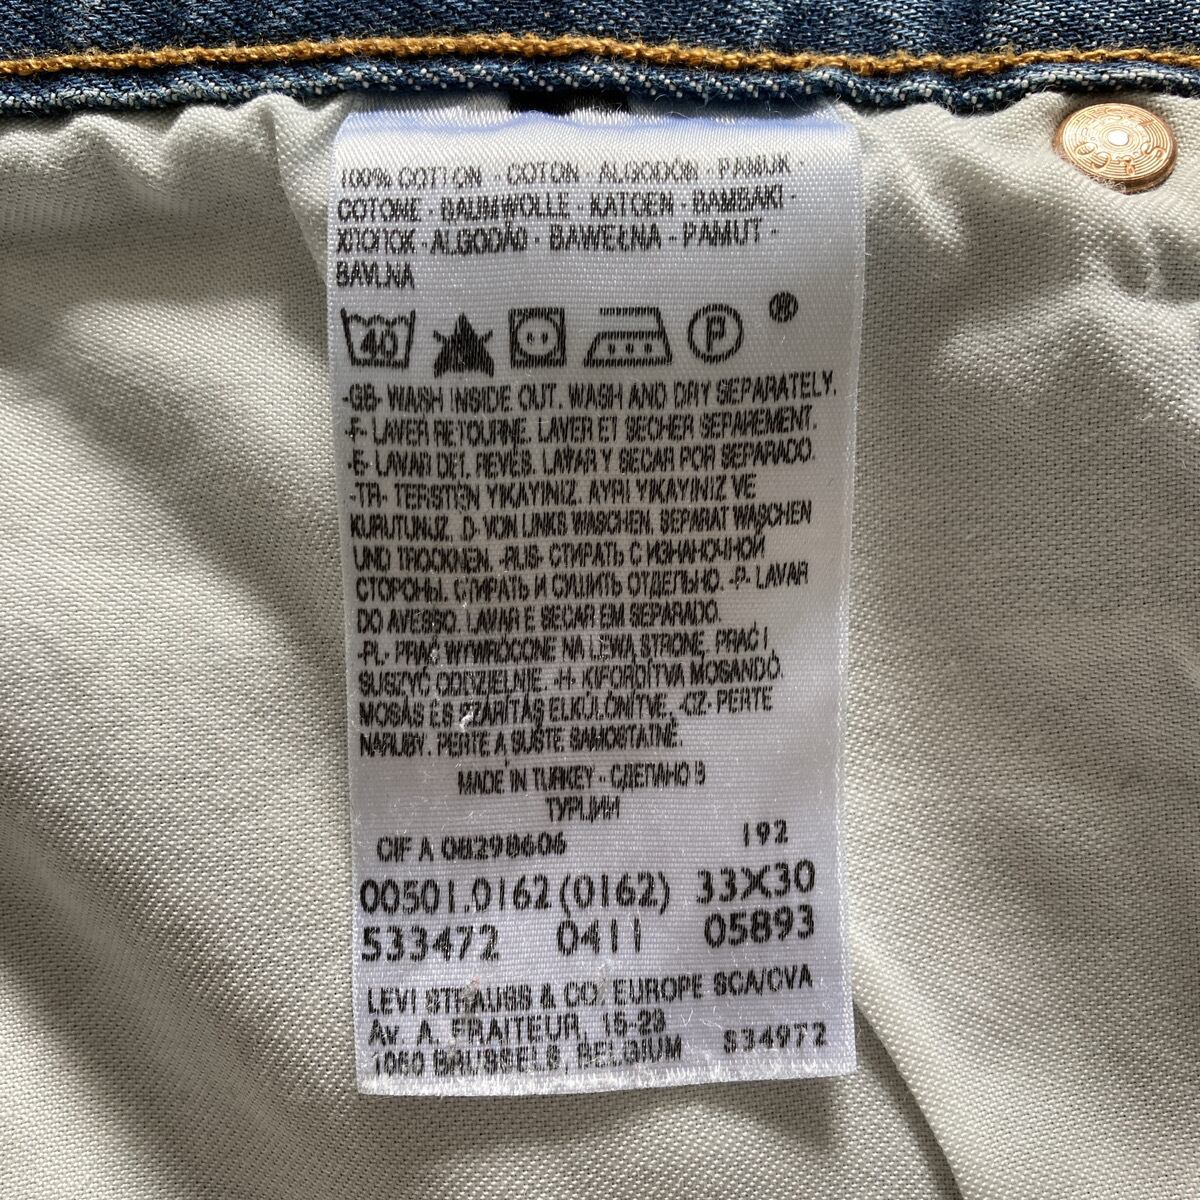 100% COTTON - COTON - ALGODÓN - PAMUK -
COTONE - BAUMWOLLE - KATOEN - BAMBAKI -
ХЛОПОК - ALGODÃO - BAWEŁNA - PAMUT -
BAVLNA
40 P ®
-GB- WASH INSIDE OUT. WASH AND DRY SEPARATELY.
-F- LAVER RETOURNE. LAVER ET SECHER SEPAREMENT.
-E- LAVAR DEL REVES. LAVAR Y SECAR POR SEPARADO.
-TR- TERSTEN YIKAYINIZ. AYRI YIKAYINIZ VE
KURUTUNUZ. D- VON LINKS WASCHEN. SEPARAT WASCHEN
UND TROCKNEN. -RUS- СТИРАТЬ С ИЗНАНОЧНОЙ
СТОРОНЫ. СТИРАТЬ И СУШИТЬ ОТДЕЛЬНО. -P- LAVAR
DO AVESSO. LAVAR E SECAR EM SEPARADO.
-PL- PRAĆ WYWRÓCONE NA LEWĄ STRONĘ. PRAĆ I
SUSZYĆ ODDZIELNIE. -H- KIFORDÍTVA MOSANDÓ.
MOSÁS ÉS SZÁRÍTÁS ELKÜLÖNÍTVE. -CZ- PERTE
NARUBY. PERTE A SUŠTE SAMOSTATNĚ.
MADE IN TURKEY - СДЕЛАНО В
ТУРЦИИ
CIF A 08298606 192
00501.0162 (0162) 33X30
533472 0411 05893
LEVI STRAUSS & CO. EUROPE SCA/CVA
Av. A. FRAITEUR, 15-23
1050 BRUSSELS, BELGIUM S34972